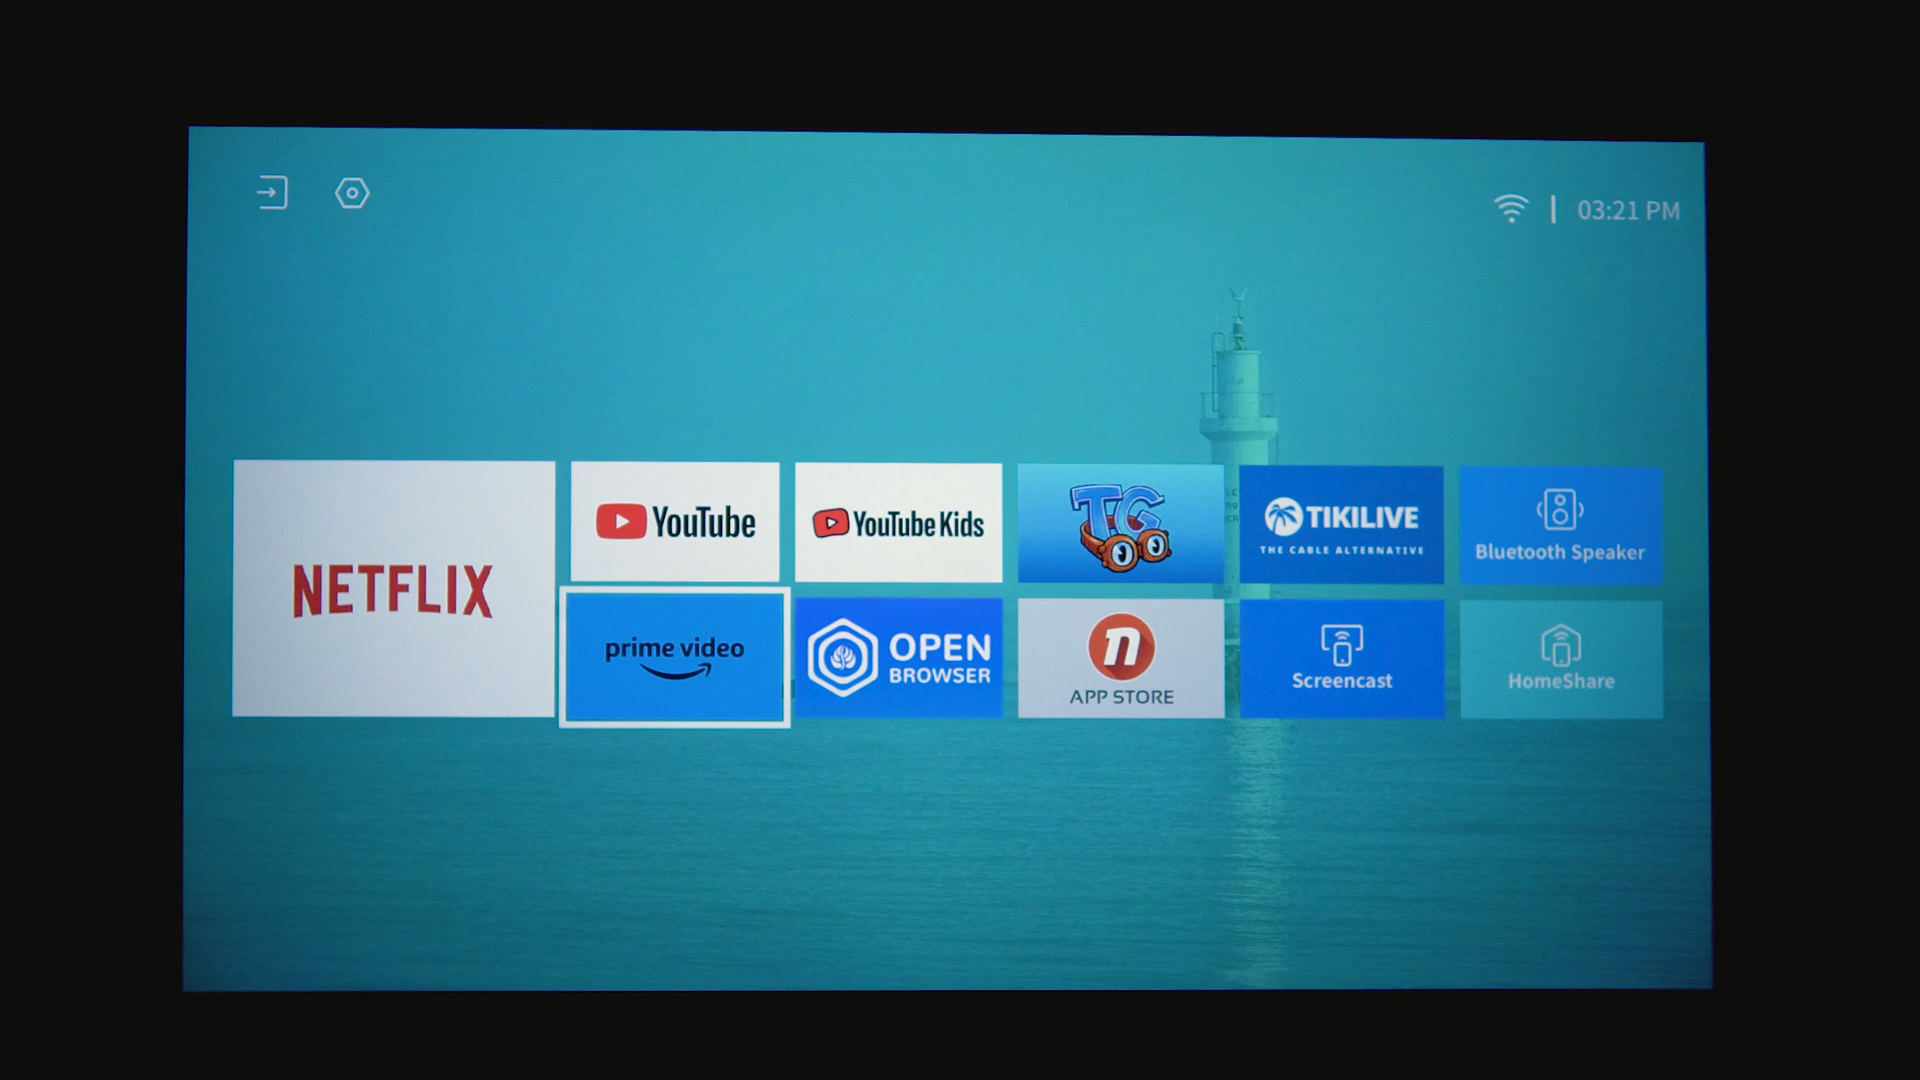 03:21 PM
NETFLIX
YouTube
YouTube Kids
TG
TIKILIVE
THE CABLE ALTERNATIVE
Bluetooth Speaker
prime video
OPEN
BROWSER
n
APP STORE
Screencast
HomeShare